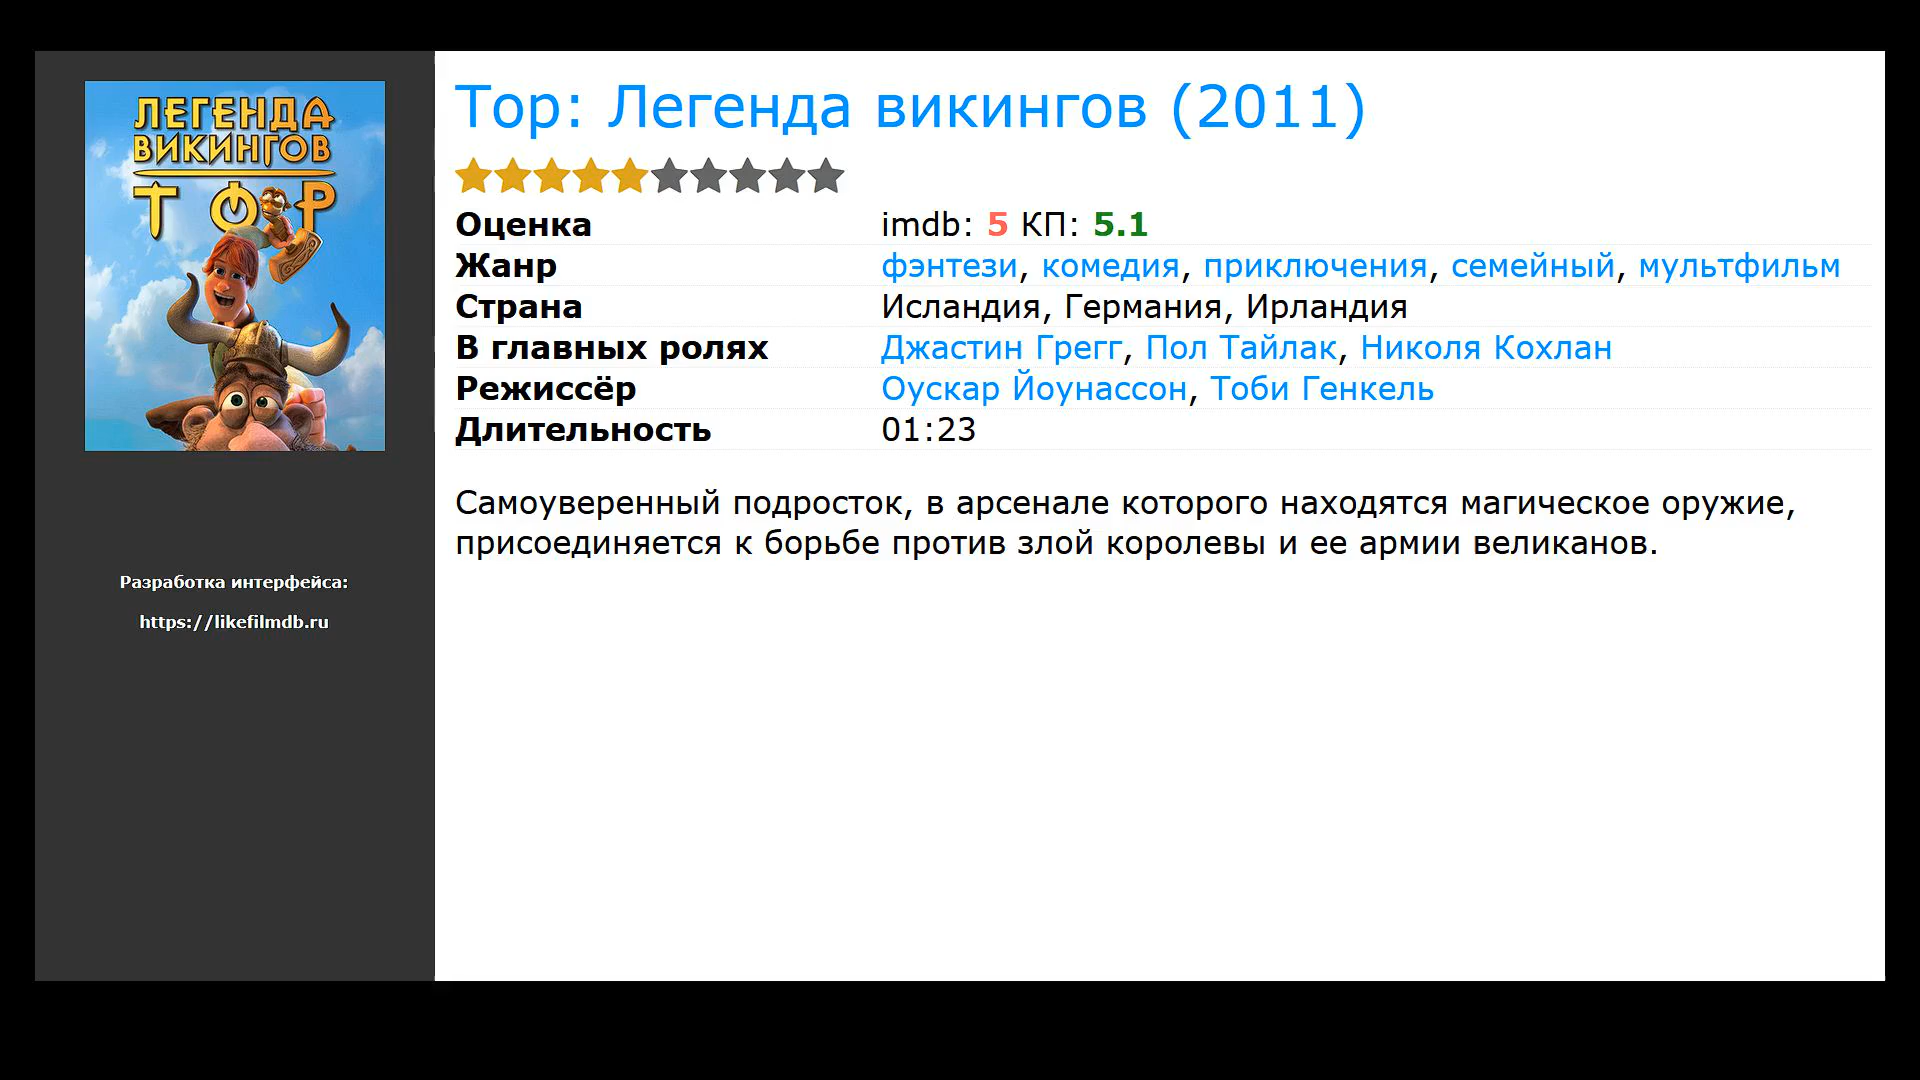 ЛЕГЕНДА
ВИКИНГОВ
ТОР
Разработка интерфейса:
https://likefilmdb.ru
Тор: Легенда викингов (2011)
Оценка imdb: 5 КП: 5.1
Жанр фэнтези, комедия, приключения, семейный, мультфильм
Страна Исландия, Германия, Ирландия
В главных ролях Джастин Грегг, Пол Тайлак, Николя Кохлан
Режиссёр Оускар Йоунассон, Тоби Генкель
Длительность 01:23
Самоуверенный подросток, в арсенале которого находятся магическое оружие,
присоединяется к борьбе против злой королевы и ее армии великанов.